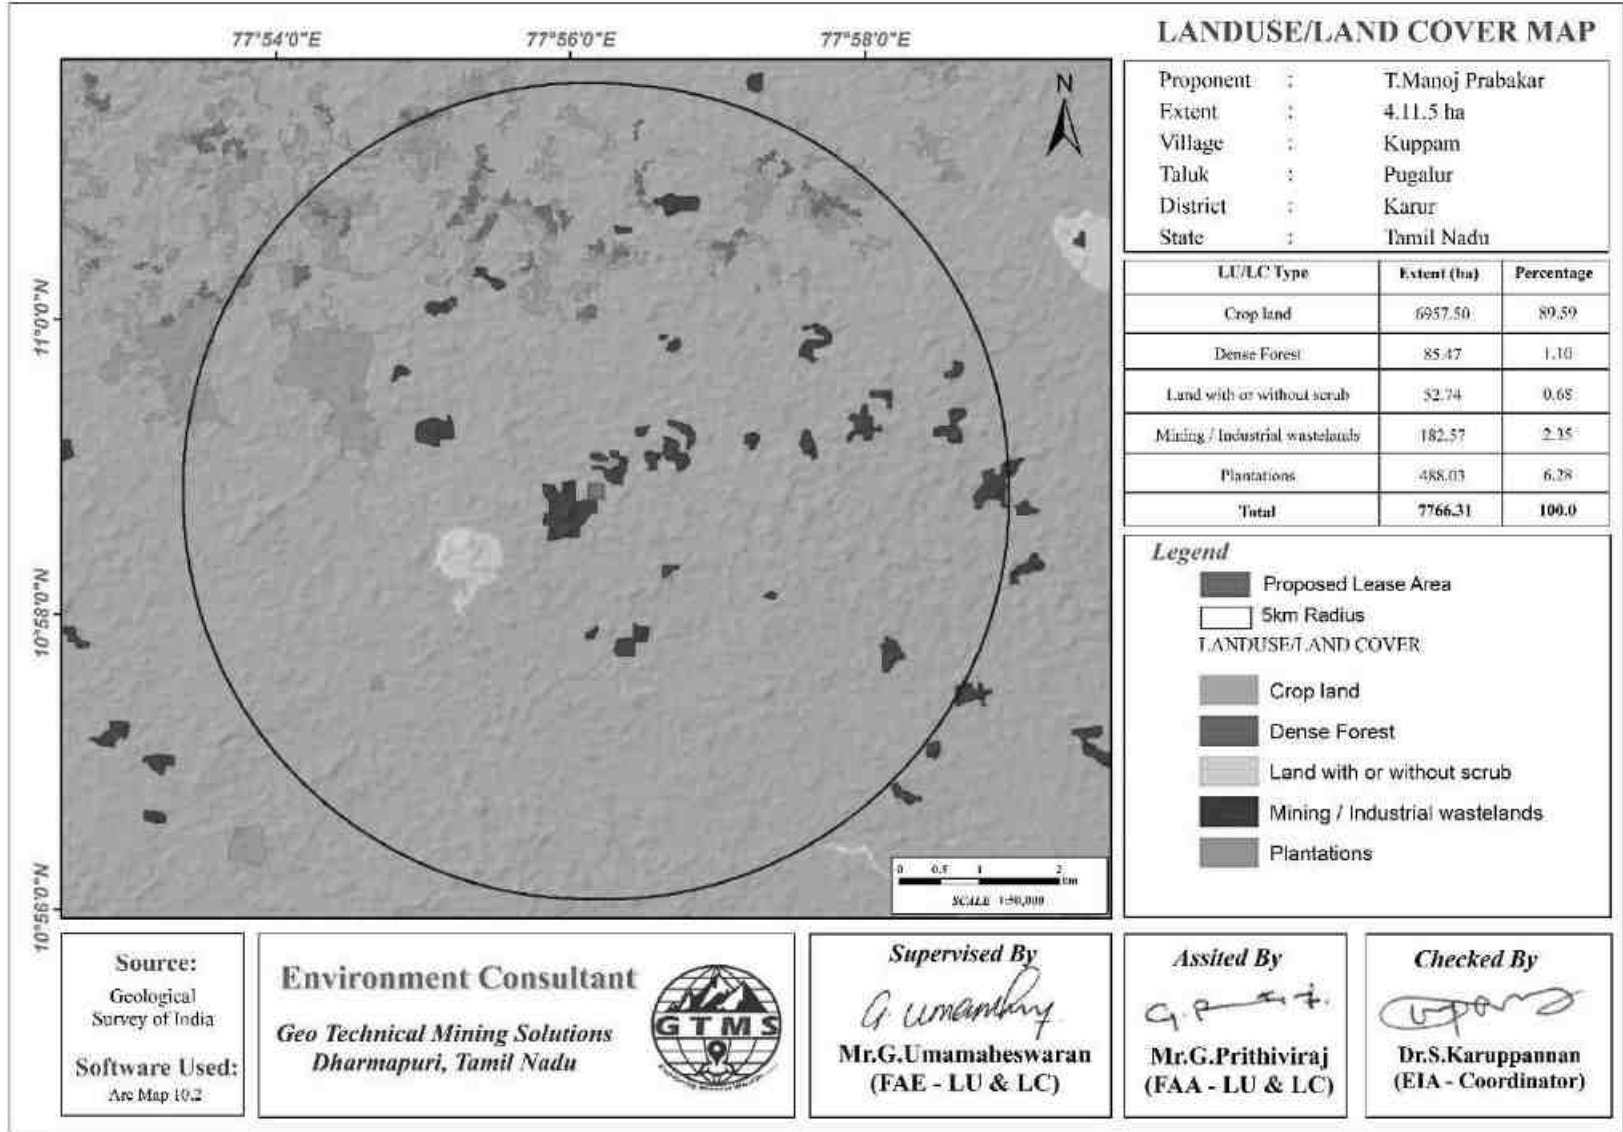 77°54'0"E 77°56'0"E 77°58'0"E
11°0'0"N
10°58'0"N
10°56'0"N
N
0 0.5 1 2
km
SCALE 1:50,000
LANDUSE/LAND COVER MAP
Proponent : T.Manoj Prabakar
Extent : 4.11.5 ha
Village : Kuppam
Taluk : Pugalur
District : Karur
State : Tamil Nadu
LU/LC Type Extent (ha) Percentage
Crop land 6957.50 89.59
Dense Forest 85.47 1.10
Land with or without scrub 52.74 0.68
Mining / Industrial wastelands 182.57 2.35
Plantations 488.03 6.28
Total 7766.31 100.0
Legend
Proposed Lease Area
5km Radius
LANDUSE/LAND COVER
Crop land
Dense Forest
Land with or without scrub
Mining / Industrial wastelands
Plantations
Source:
Geological
Survey of India
Software Used:
Arc Map 10.2
Environment Consultant
Geo Technical Mining Solutions
Dharmapuri, Tamil Nadu
GTMS
Supervised By
G. Umamahey
Mr.G.Umamaheswaran
(FAE - LU & LC)
Assited By
Mr.G.Prithiviraj
(FAA - LU & LC)
Checked By
Dr.S.Karuppannan
(EIA - Coordinator)